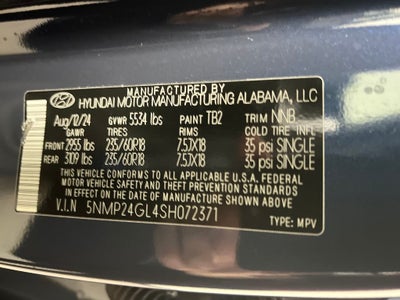 MANUFACTURED BY
HYUNDAI MOTOR MANUFACTURING ALABAMA, LLC
Aug/12/24 GVWR 5534 lbs PAINT TB2 TRIM NNB
GAWR TIRES RIMS COLD TIRE INFL
FRONT 2955 lbs 235/60R18 7.5JX18 35 psi SINGLE
REAR 3109 lbs 235/60R18 7.5JX18 35 psi SINGLE
THIS VEHICLE CONFORMS TO ALL APPLICABLE U.S.A. FEDERAL
MOTOR VEHICLE SAFETY AND THEFT PREVENTION STANDARDS IN
EFFECT ON THE DATE OF MANUFACTURE SHOWN ABOVE.
V.I.N 5NMP24GL4SH072371
TYPE: MPV